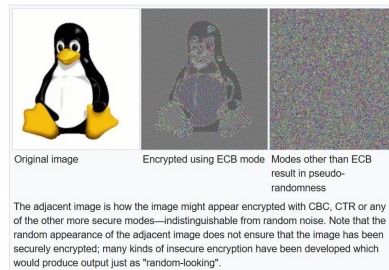 Original image
Encrypted using ECB mode
Modes other than ECB
result in pseudo-
randomness
The adjacent image is how the image might appear encrypted with CBC, CTR or any
of the other more secure modes—indistinguishable from random noise. Note that the
random appearance of the adjacent image does not ensure that the image has been
securely encrypted; many kinds of insecure encryption have been developed which
would produce output just as "random-looking".